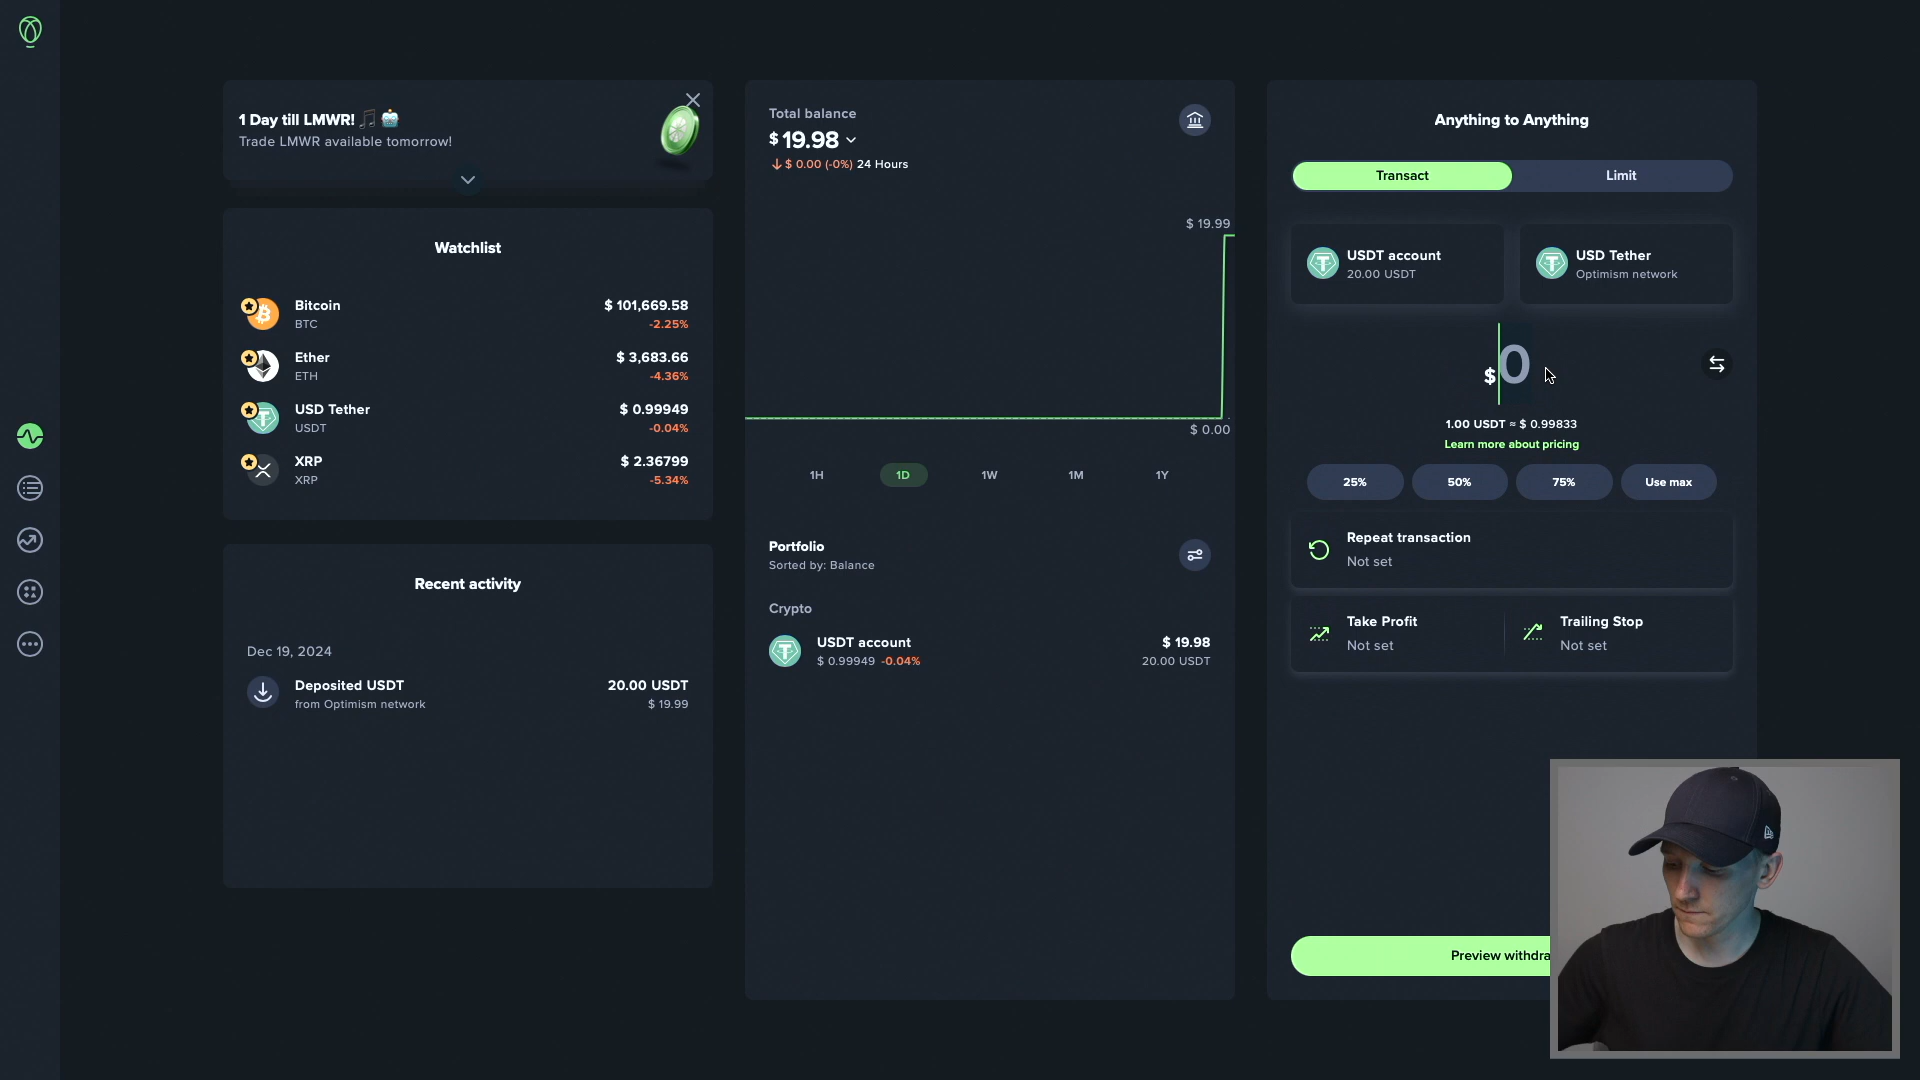 1 Day till LMWR! 🎵🤖
Trade LMWR available tomorrow!
Watchlist
Bitcoin
$ 101,669.58
BTC
-2.25%
Ether
$ 3,683.66
ETH
-4.36%
USD Tether
$ 0.99949
USDT
-0.04%
XRP
$ 2.36799
XRP
-5.34%
Recent activity
Dec 19, 2024
Deposited USDT
20.00 USDT
from Optimism network
$ 19.99
Total balance
$ 19.98
$ 0.00 (-0%) 24 Hours
$ 19.99
$ 0.00
1H
1D
1W
1M
1Y
Portfolio
Sorted by: Balance
Crypto
USDT account
$ 19.98
$ 0.99949 -0.04%
20.00 USDT
Anything to Anything
Transact
Limit
USDT account
20.00 USDT
USD Tether
Optimism network
$0
1.00 USDT ≈ $ 0.99833
Learn more about pricing
25%
50%
75%
Use max
Repeat transaction
Not set
Take Profit
Not set
Trailing Stop
Not set
Preview withdra